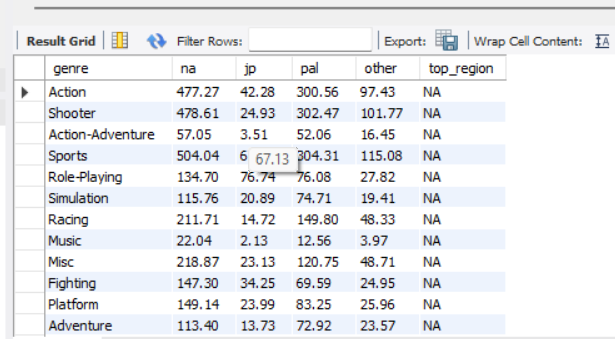 Result Grid Filter Rows: Export: Wrap Cell Content: IA
genre na jp pal other top_region
Action 477.27 42.28 300.56 97.43 NA
Shooter 478.61 24.93 302.47 101.77 NA
Action-Adventure 57.05 3.51 52.06 16.45 NA
Sports 504.04 6 67.13 304.31 115.08 NA
Role-Playing 134.70 76.74 76.08 27.82 NA
Simulation 115.76 20.89 74.71 19.41 NA
Racing 211.71 14.72 149.80 48.33 NA
Music 22.04 2.13 12.56 3.97 NA
Misc 218.87 23.13 120.75 48.71 NA
Fighting 147.30 34.25 69.59 24.95 NA
Platform 149.14 23.99 83.25 25.96 NA
Adventure 113.40 13.73 72.92 23.57 NA